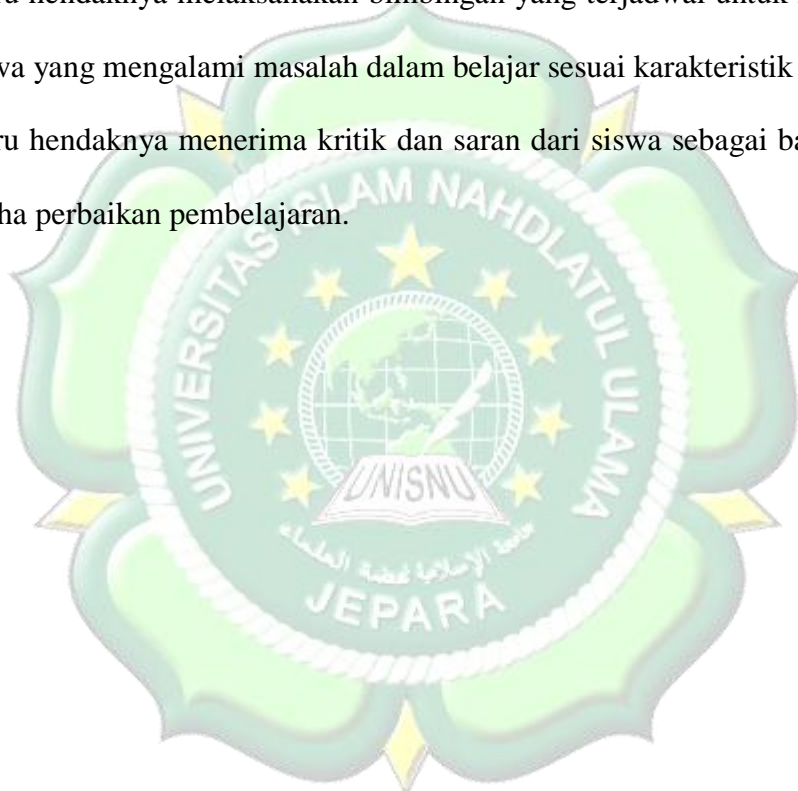 hendaknya melaksanakan bimbingan yang terjadwal untuk
yang mengalami masalah dalam belajar sesuai karakteristik
hendaknya menerima kritik dan saran dari siswa sebagai
perbaikan pembelajaran.
UNIVERSITAS ISLAM NAHDLATUL ULAMA
UNISNU
JEPARA